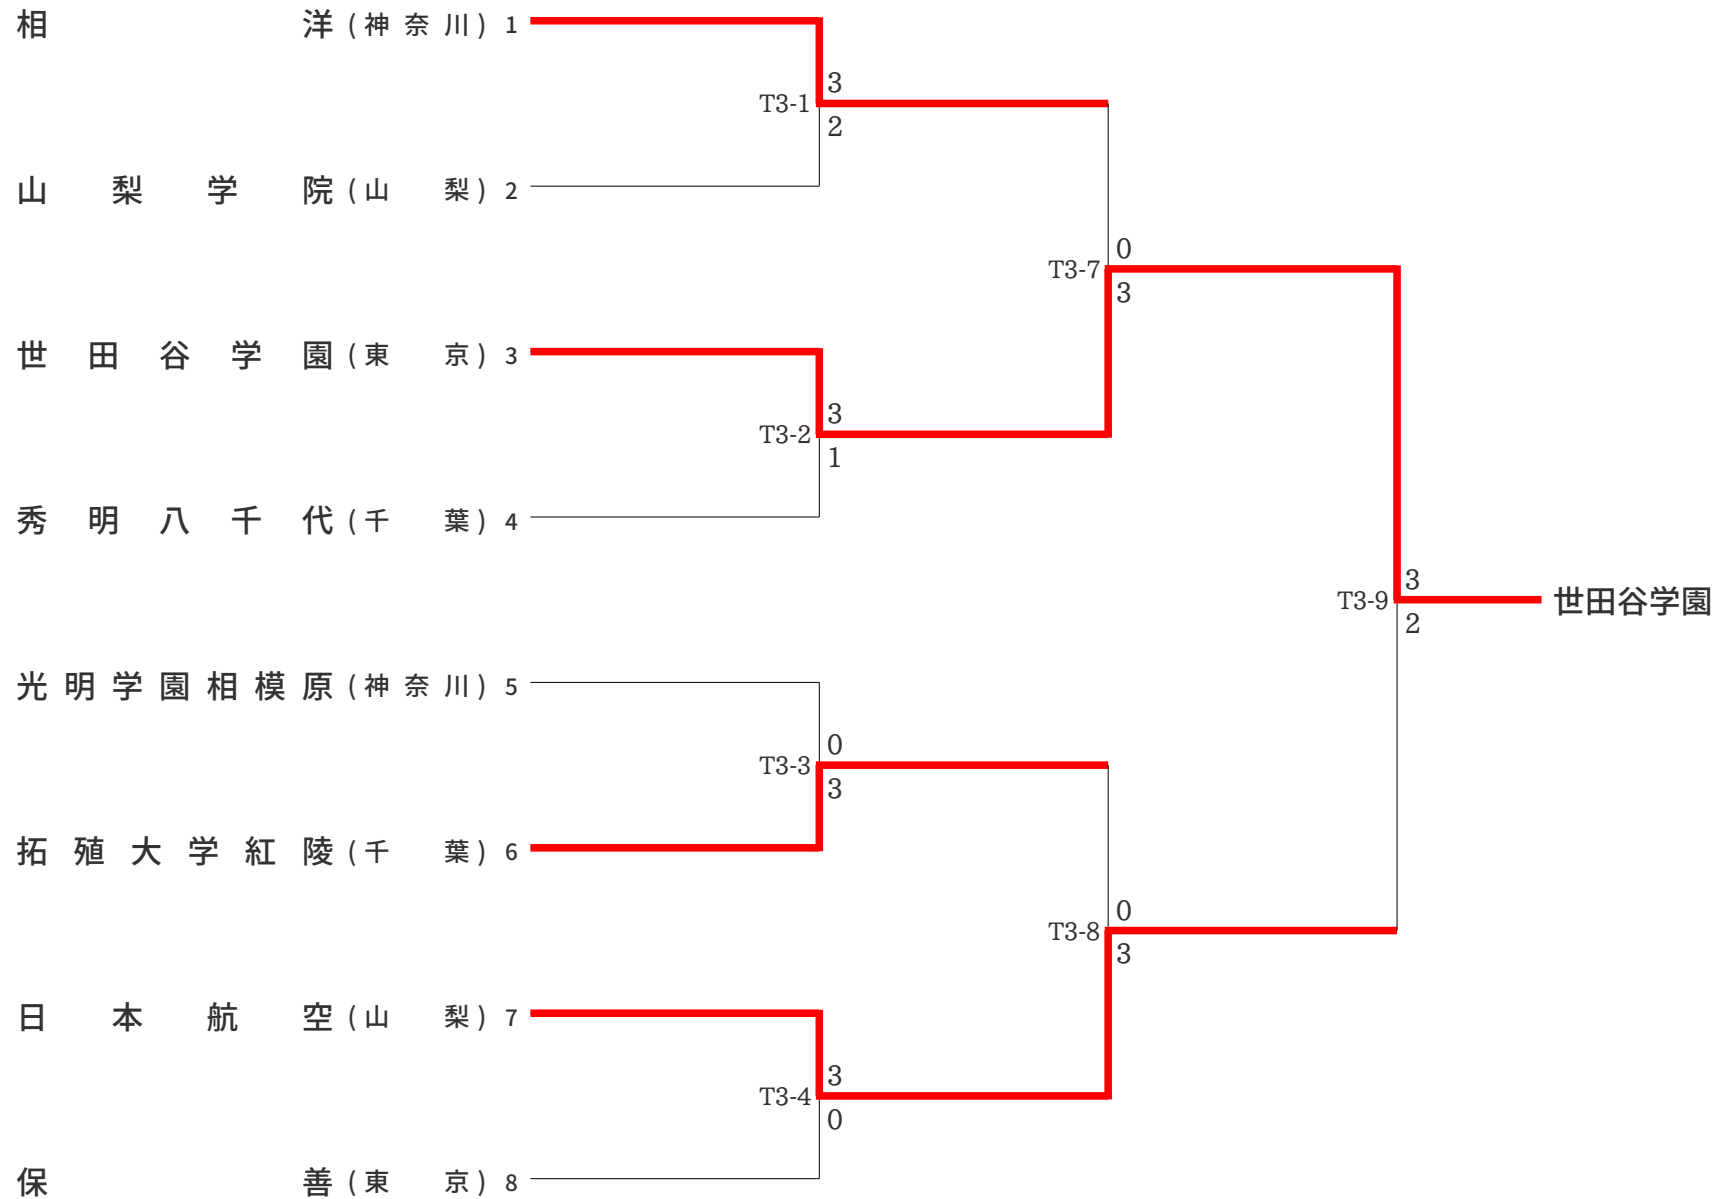 相洋(神奈川) 1
3
T3-1
2
山梨学院(山梨) 2
0
T3-7
3
世田谷学園(東京) 3
3
T3-2
1
秀明八千代(千葉) 4
3
T3-9 世田谷学園
2
光明学園相模原(神奈川) 5
0
T3-3
3
拓殖大学紅陵(千葉) 6
0
T3-8
3
日本航空(山梨) 7
3
T3-4
0
保善(東京) 8